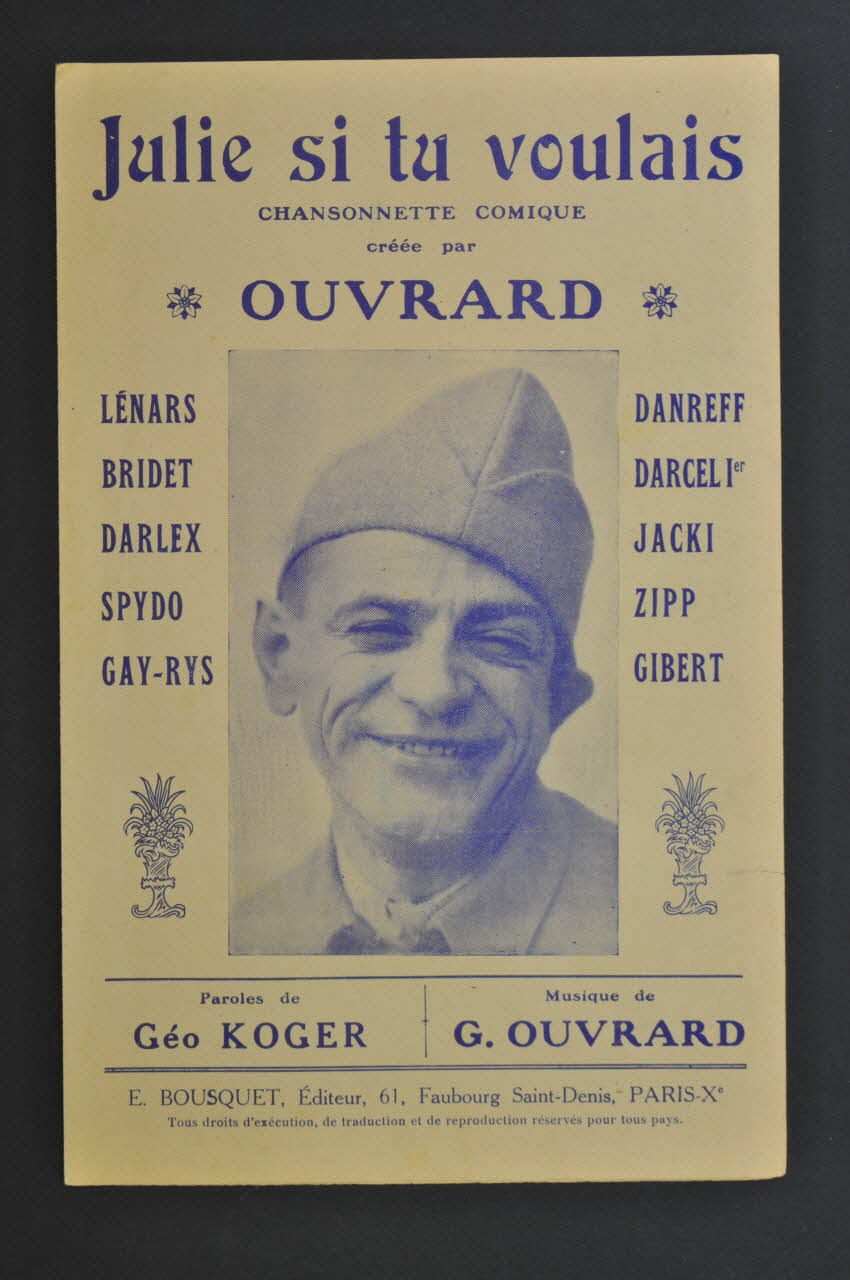 Julie si tu voulais
CHANSONNETTE COMIQUE
créée par
OUVRARD
LÉNARS
BRIDET
DARLEX
SPYDO
GAY-RYS
DANREFF
DARCEL Ier
JACKI
ZIPP
GIBERT
Paroles de
Géo KOGER
Musique de
G. OUVRARD
E. BOUSQUET, Éditeur, 61, Faubourg Saint-Denis, PARIS-Xe
Tous droits d'exécution, de traduction et de reproduction réservés pour tous pays.